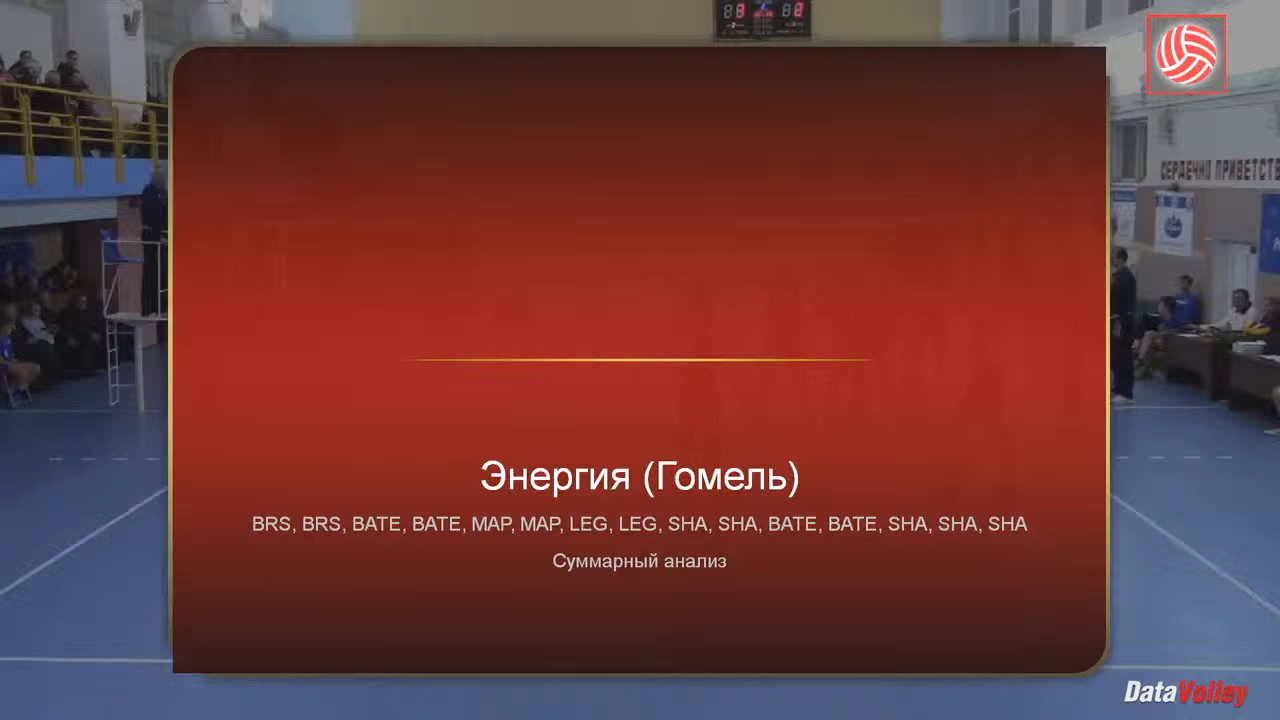 СЕРДЕЧНО ПРИВЕТСТВ
Энергия (Гомель)
BRS, BRS, BATE, BATE, MAP, MAP, LEG, LEG, SHA, SHA, BATE, BATE, SHA, SHA, SHA
Суммарный анализ
DataVolley